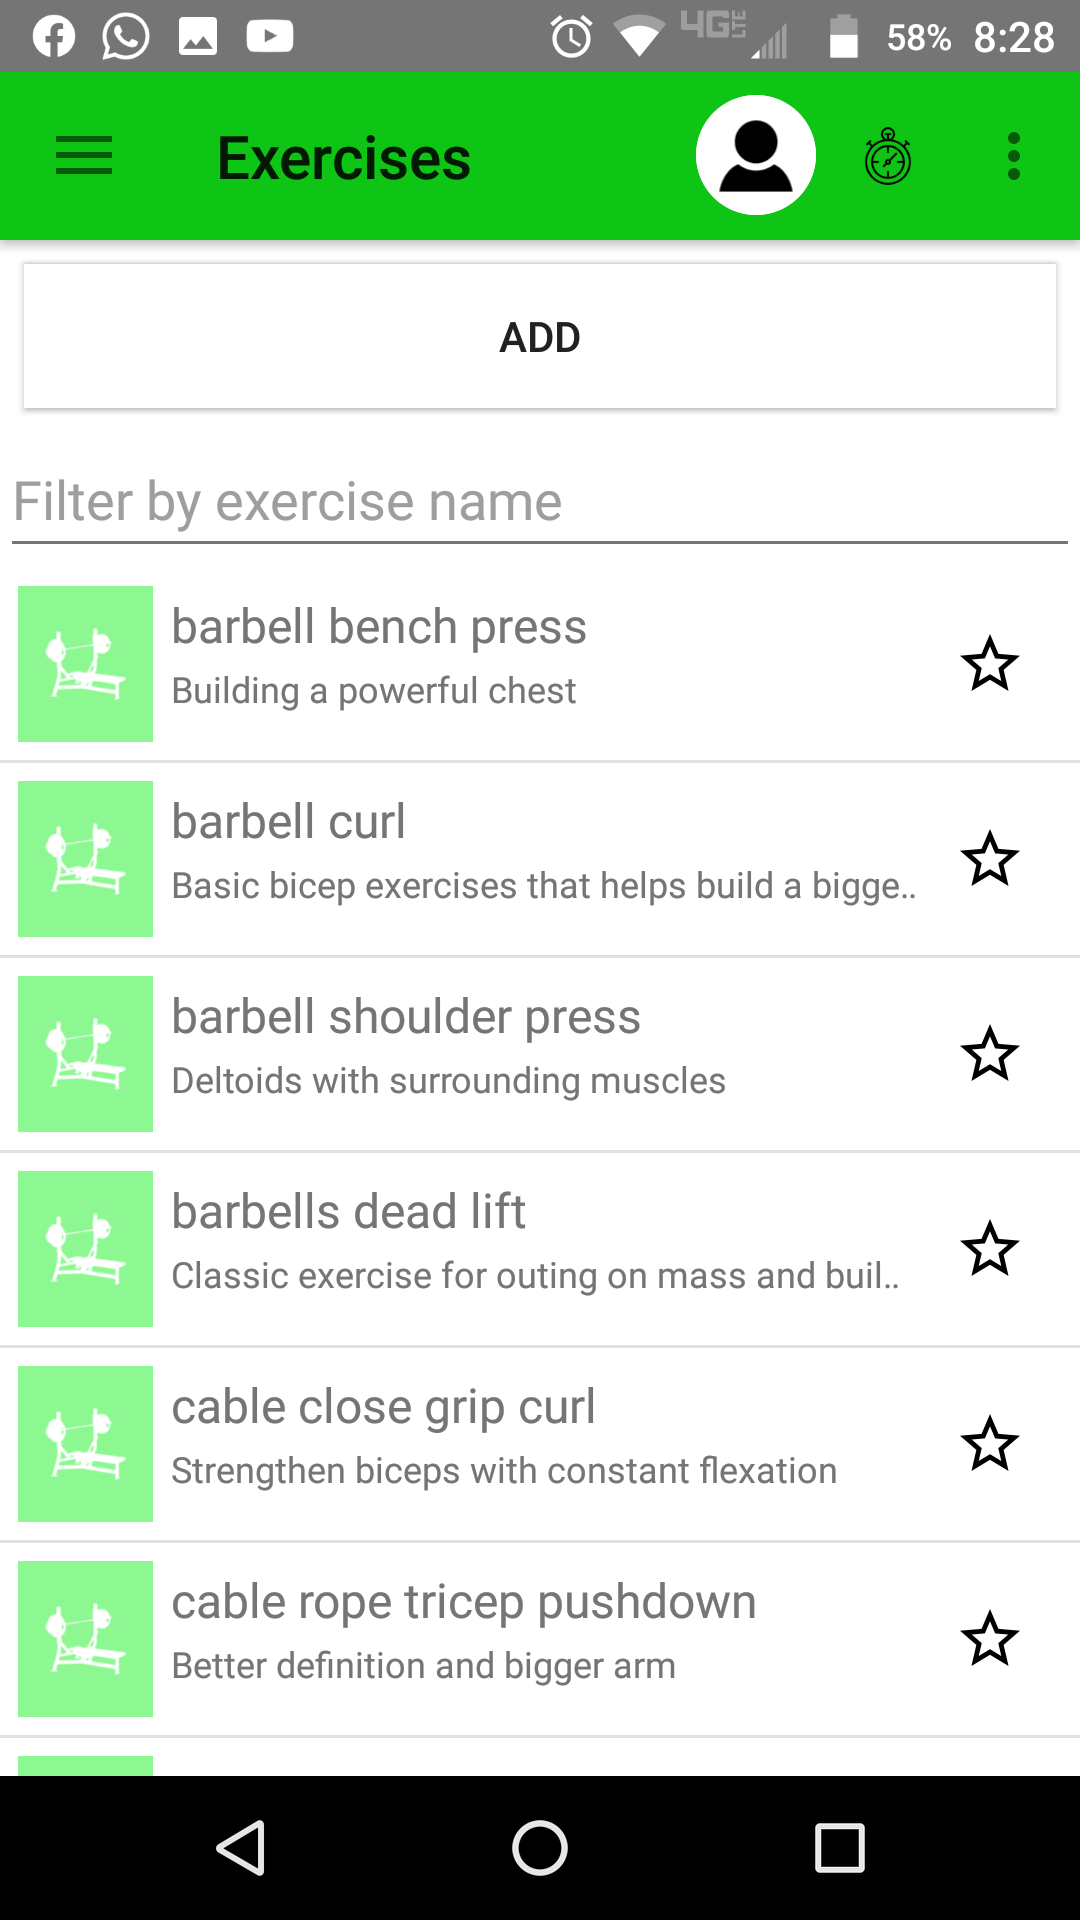 4G LTE 58% 8:28
Exercises
ADD
Filter by exercise name
barbell bench press
Building a powerful chest
barbell curl
Basic bicep exercises that helps build a bigge..
barbell shoulder press
Deltoids with surrounding muscles
barbells dead lift
Classic exercise for outing on mass and buil..
cable close grip curl
Strengthen biceps with constant flexation
cable rope tricep pushdown
Better definition and bigger arm